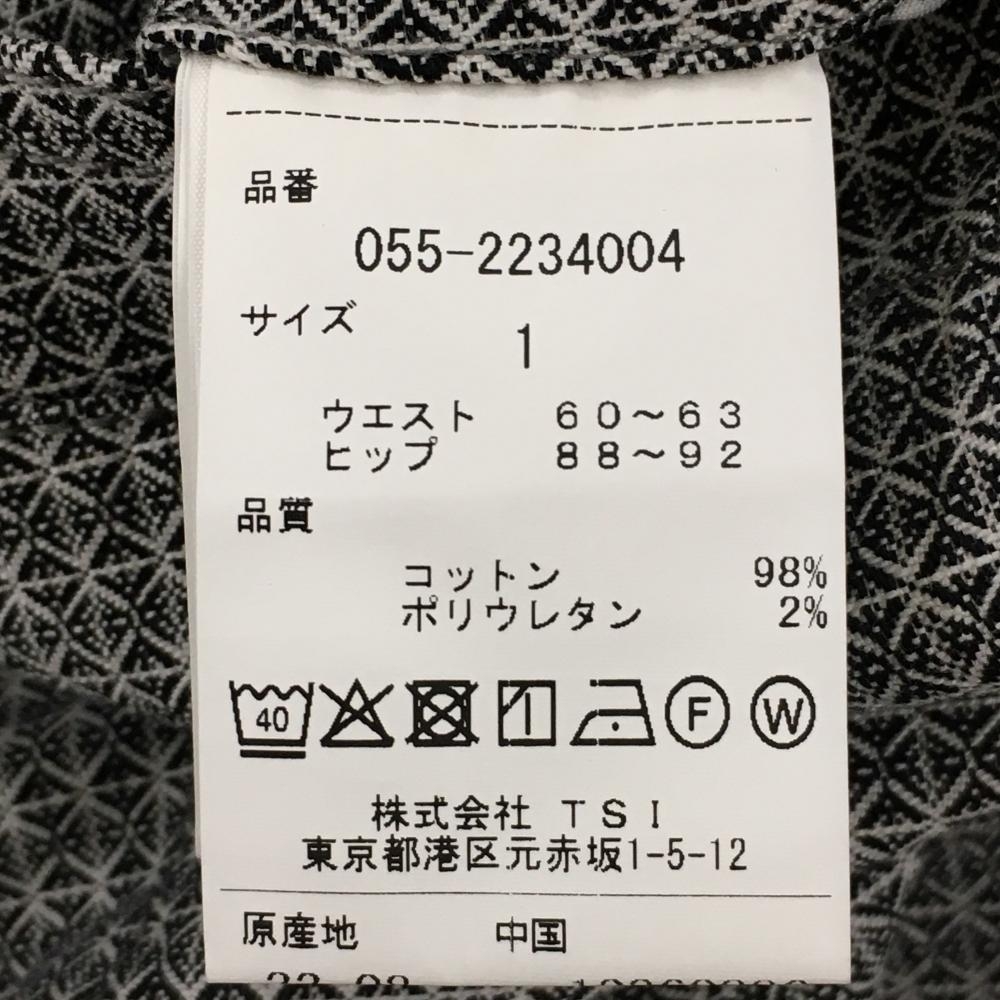 品番
055-2234004
サイズ
1
ウエスト 60～63
ヒップ 88～92
品質
コットン 98%
ポリウレタン 2%
40 F W
株式会社 TSI
東京都港区元赤坂1-5-12
原産地 中国